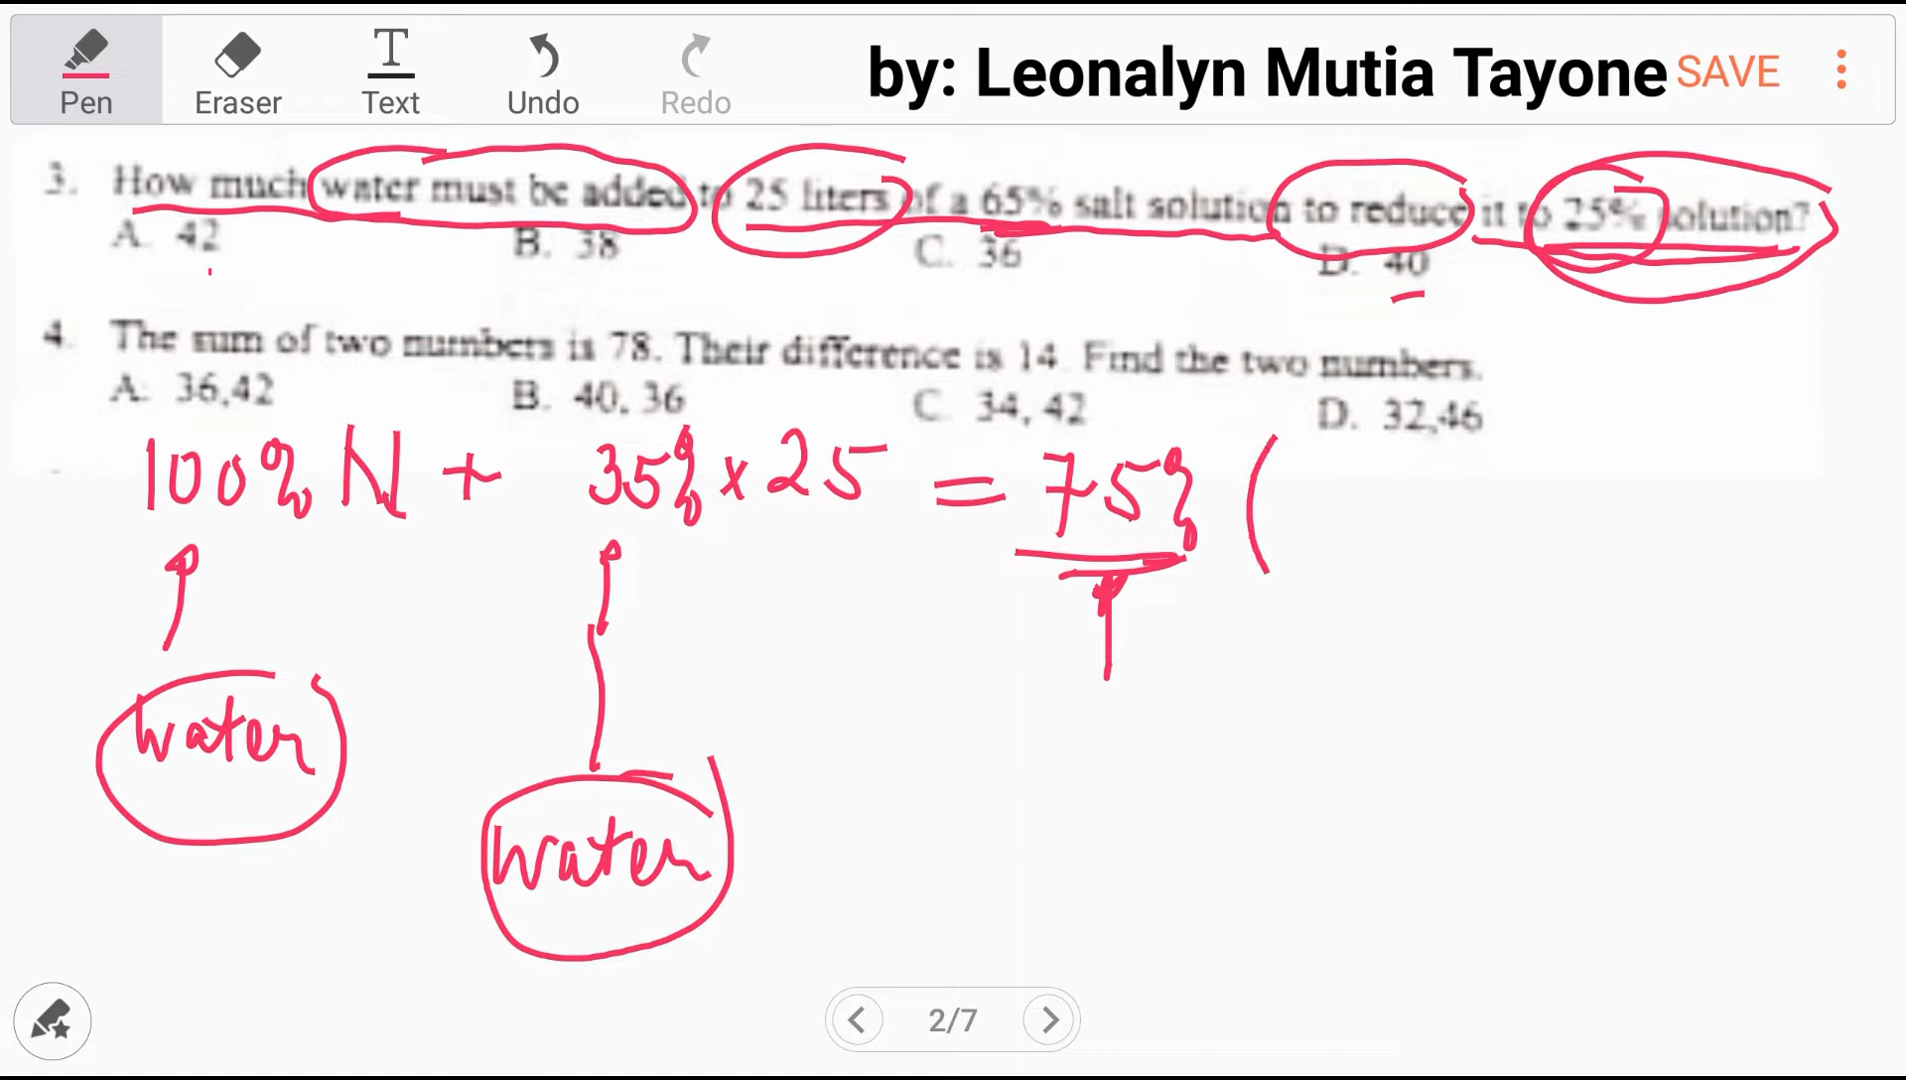 Pen
Eraser
Text
Undo
Redo
by: Leonalyn Mutia Tayone
SAVE
3. How much water must be added to 25 liters of a 65% salt solution to reduce it to 25% solution?
A. 42 B. 38 C. 36 D. 40
4. The sum of two numbers is 78. Their difference is 14. Find the two numbers.
A. 36,42 B. 40, 36 C. 34, 42 D. 32,46
100% N + 35% x 25 = 75% (
water
water
2/7